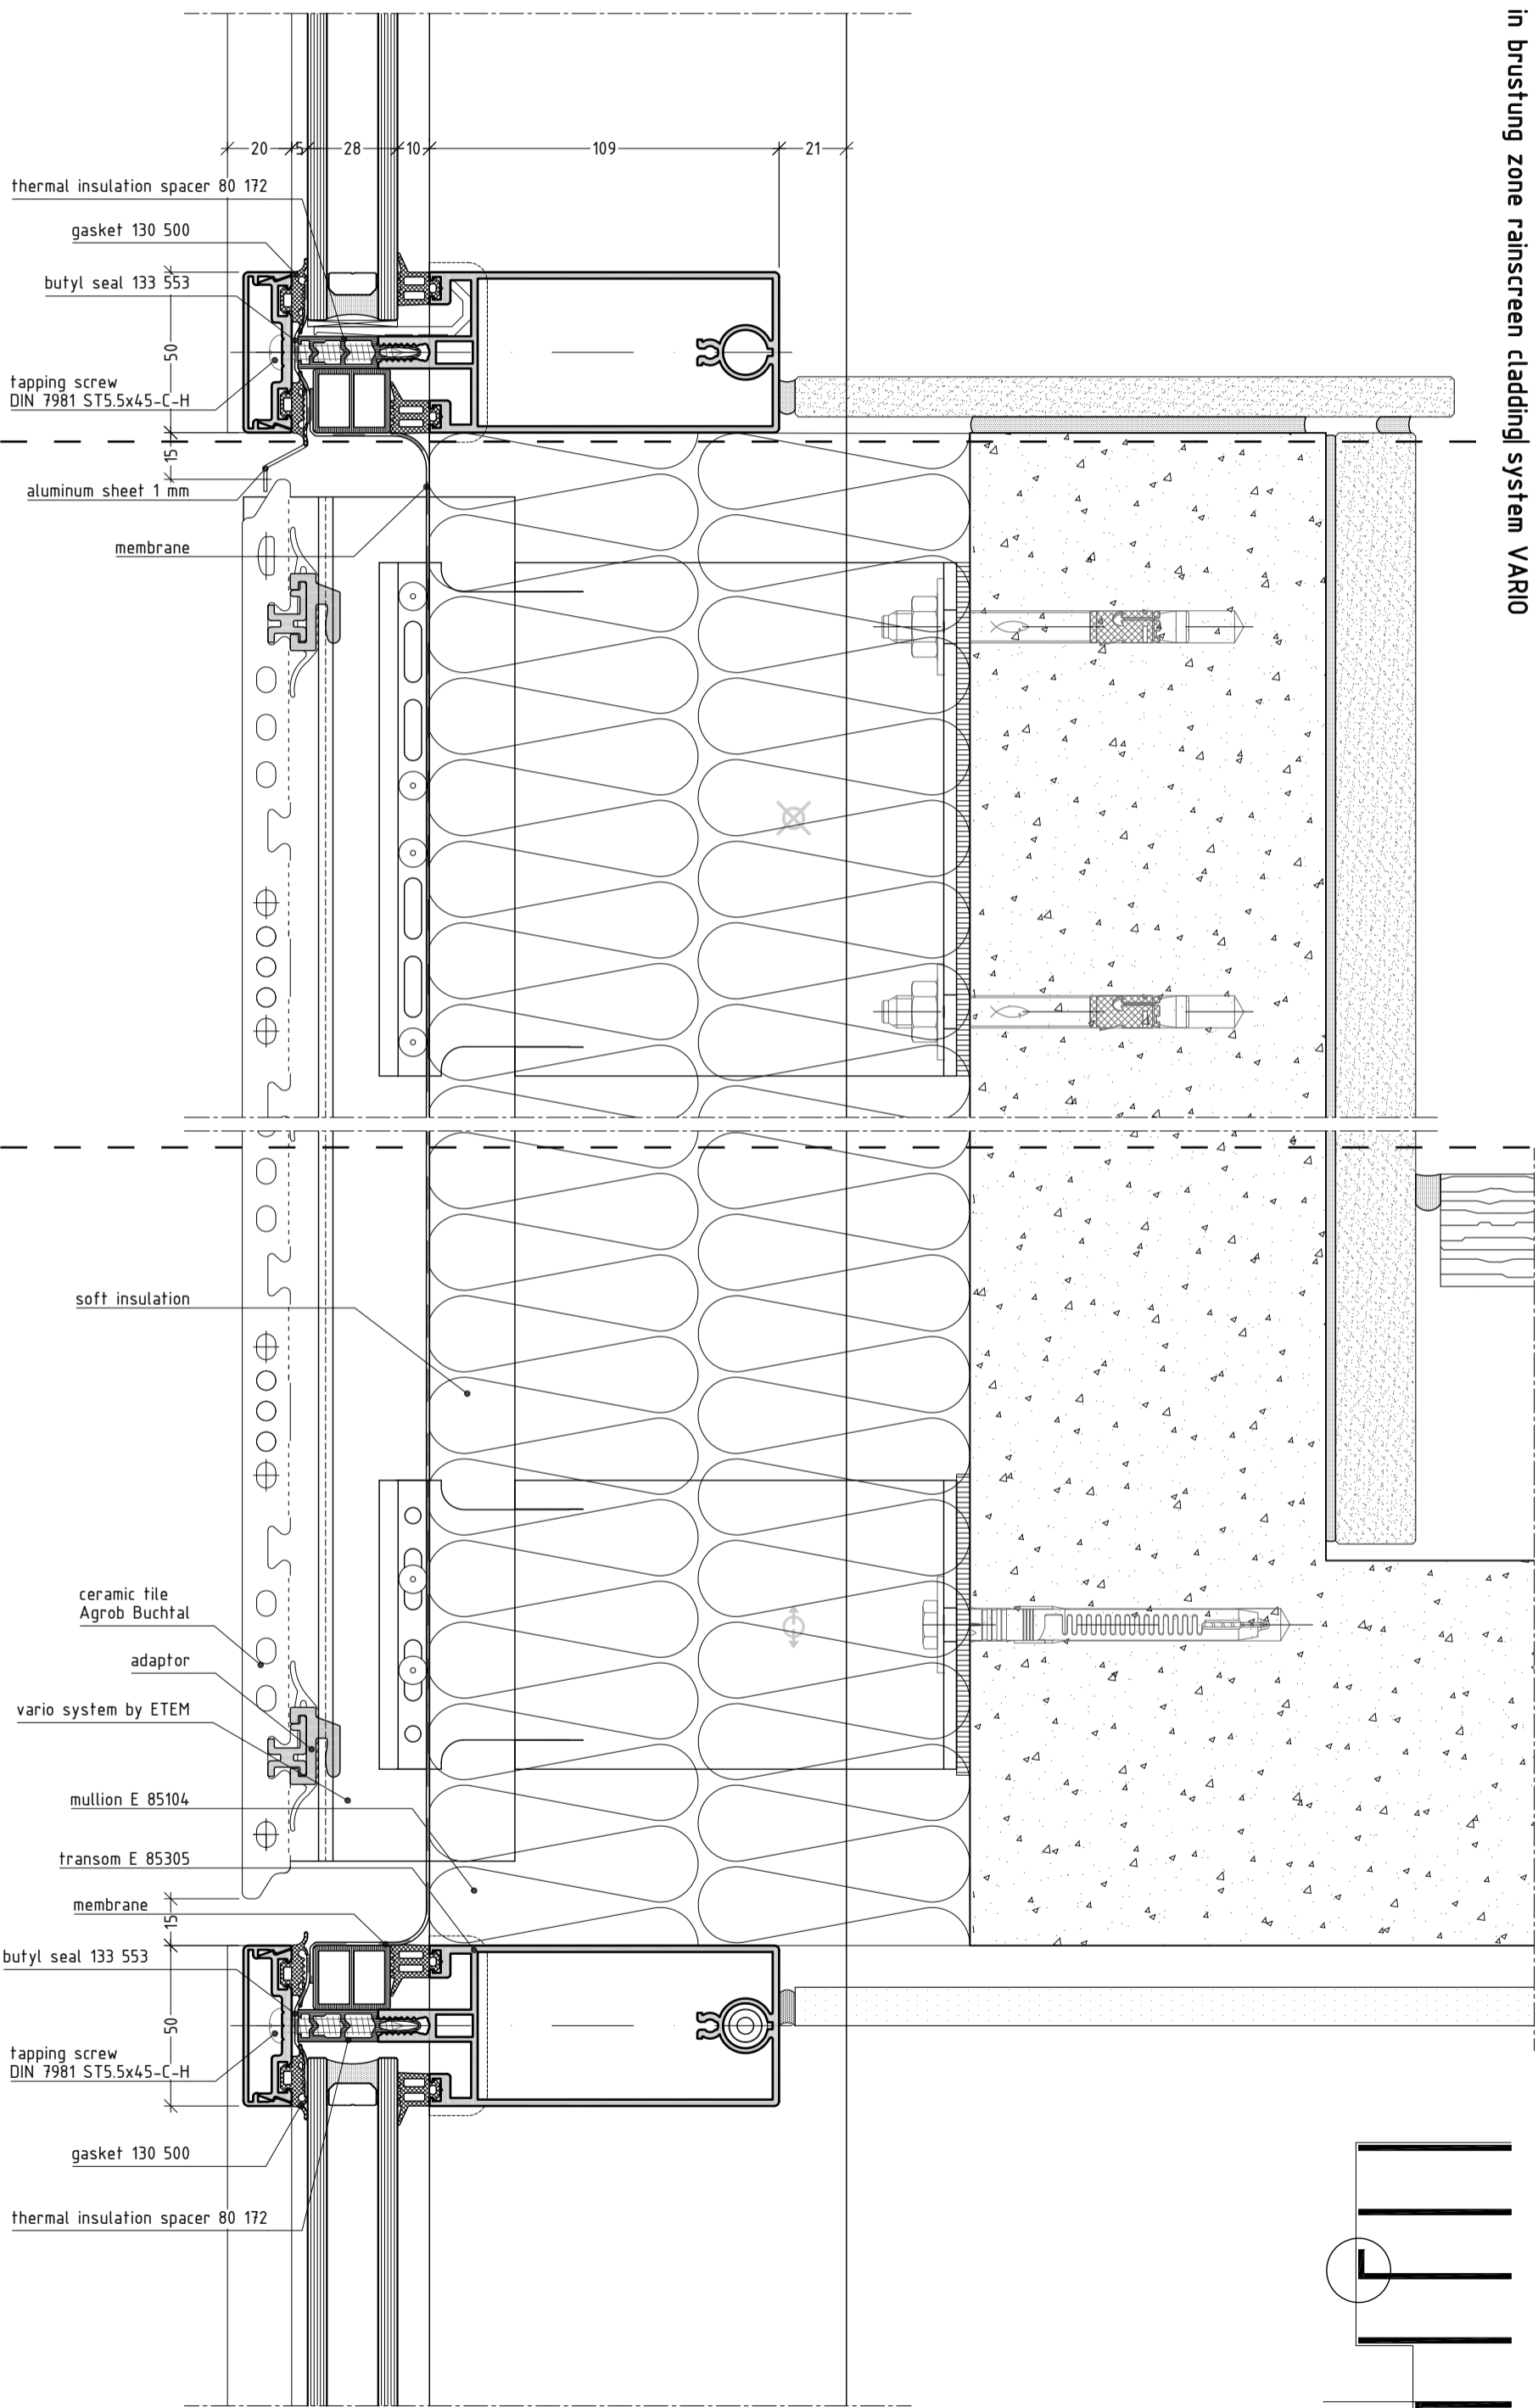 in brustung zone rainscreen cladding system VARIO
20
5
28
10
109
21
thermal insulation spacer 80 172
gasket 130 500
butyl seal 133 553
50
tapping screw
DIN 7981 ST5.5x45-C-H
15
aluminum sheet 1 mm
membrane
soft insulation
ceramic tile
Agrob Buchtal
adaptor
vario system by ETEM
mullion E 85104
transom E 85305
membrane
15
butyl seal 133 553
50
tapping screw
DIN 7981 ST5.5x45-C-H
gasket 130 500
thermal insulation spacer 80 172